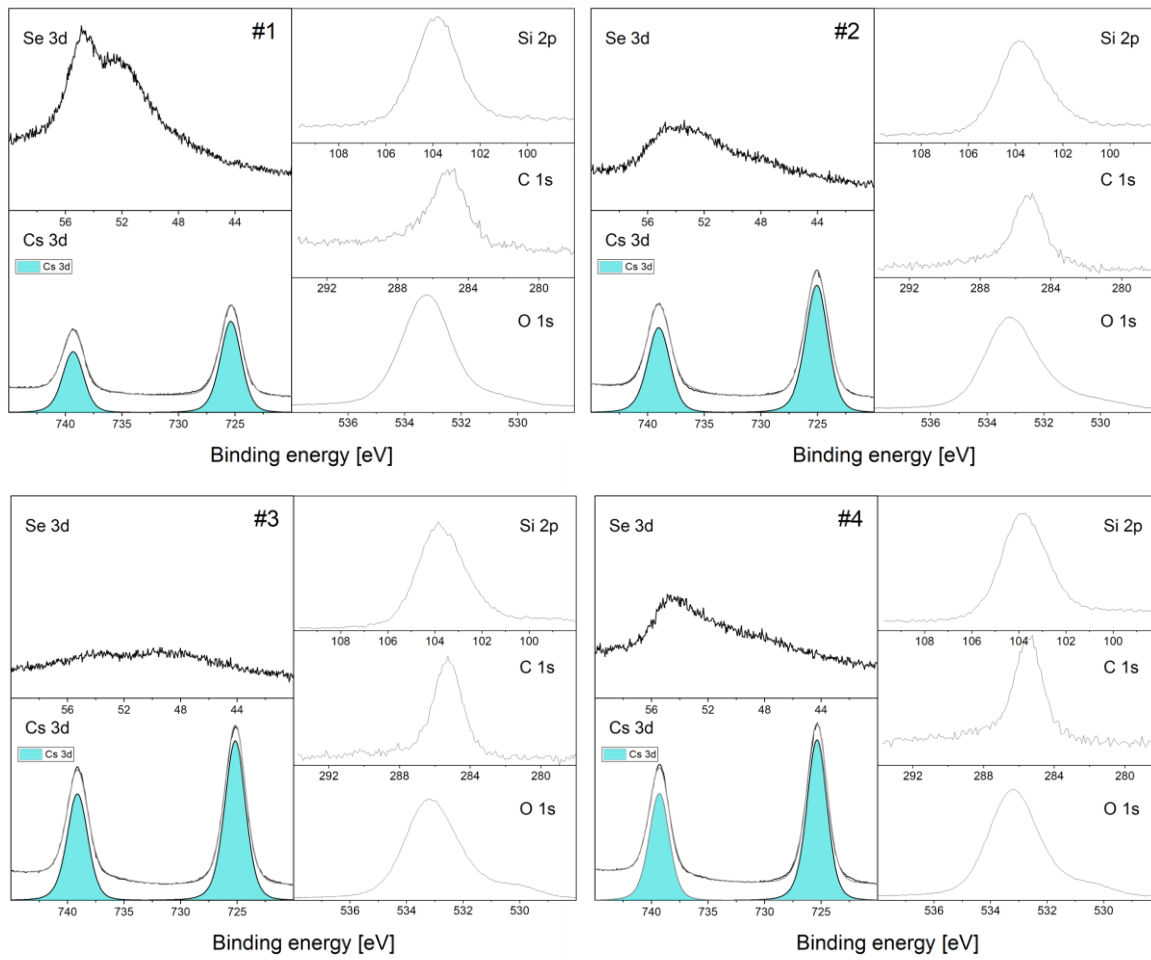 Se 3d
#1
56 52 48 44
Cs 3d
Cs 3d
740 735 730 725
Si 2p
108 106 104 102 100
C 1s
292 288 284 280
O 1s
536 534 532 530
Binding energy [eV]
Se 3d
#2
56 52 48 44
Cs 3d
Cs 3d
740 735 730 725
Si 2p
108 106 104 102 100
C 1s
292 288 284 280
O 1s
536 534 532 530
Binding energy [eV]
Se 3d
#3
56 52 48 44
Cs 3d
Cs 3d
740 735 730 725
Si 2p
108 106 104 102 100
C 1s
292 288 284 280
O 1s
536 534 532 530
Binding energy [eV]
Se 3d
#4
56 52 48 44
Cs 3d
Cs 3d
740 735 730 725
Si 2p
108 106 104 102 100
C 1s
292 288 284 280
O 1s
536 534 532 530
Binding energy [eV]